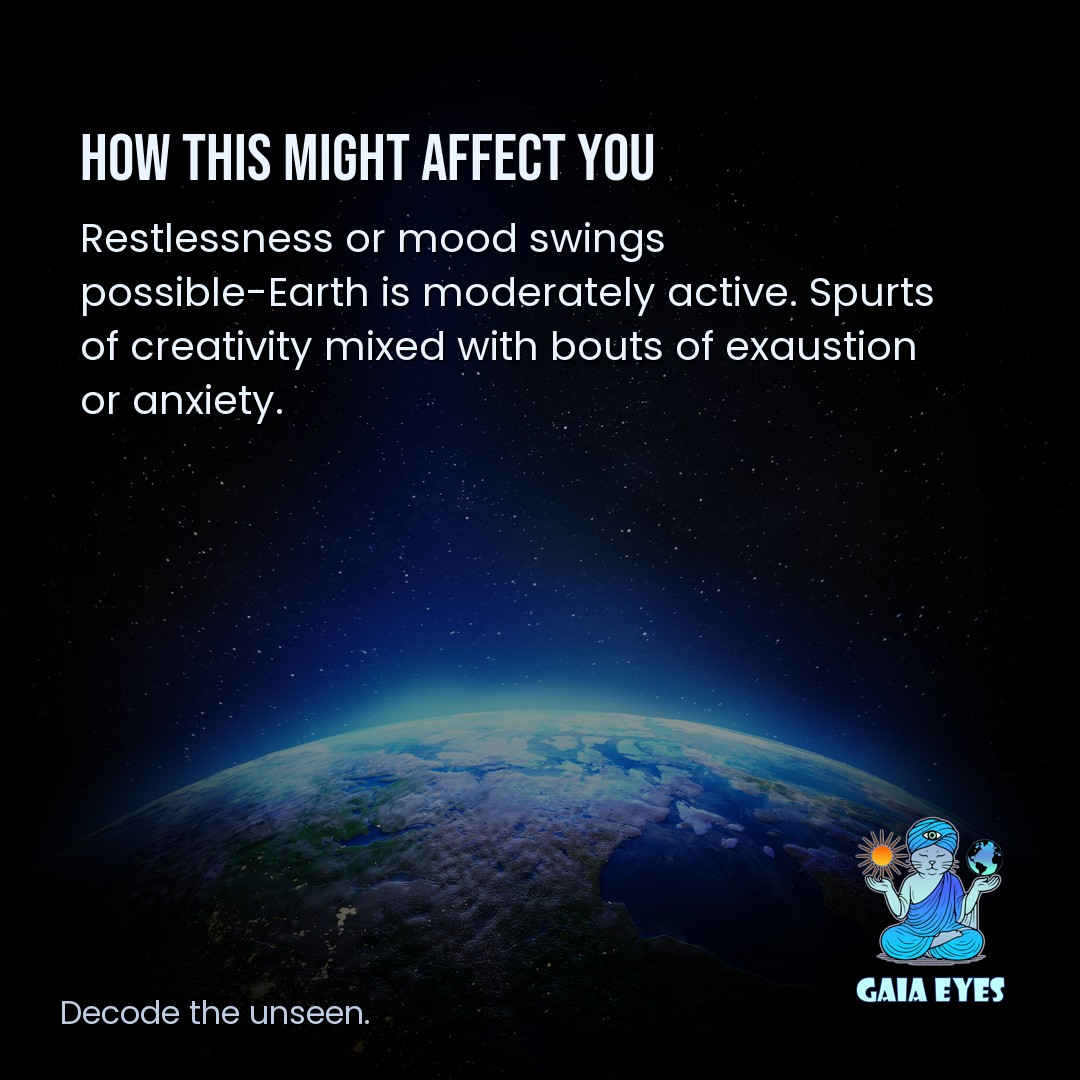 HOW THIS MIGHT AFFECT YOU
Restlessness or mood swings
possible-Earth is moderately active. Spurts
of creativity mixed with bouts of exaustion
or anxiety.
GAIA EYES
Decode the unseen.